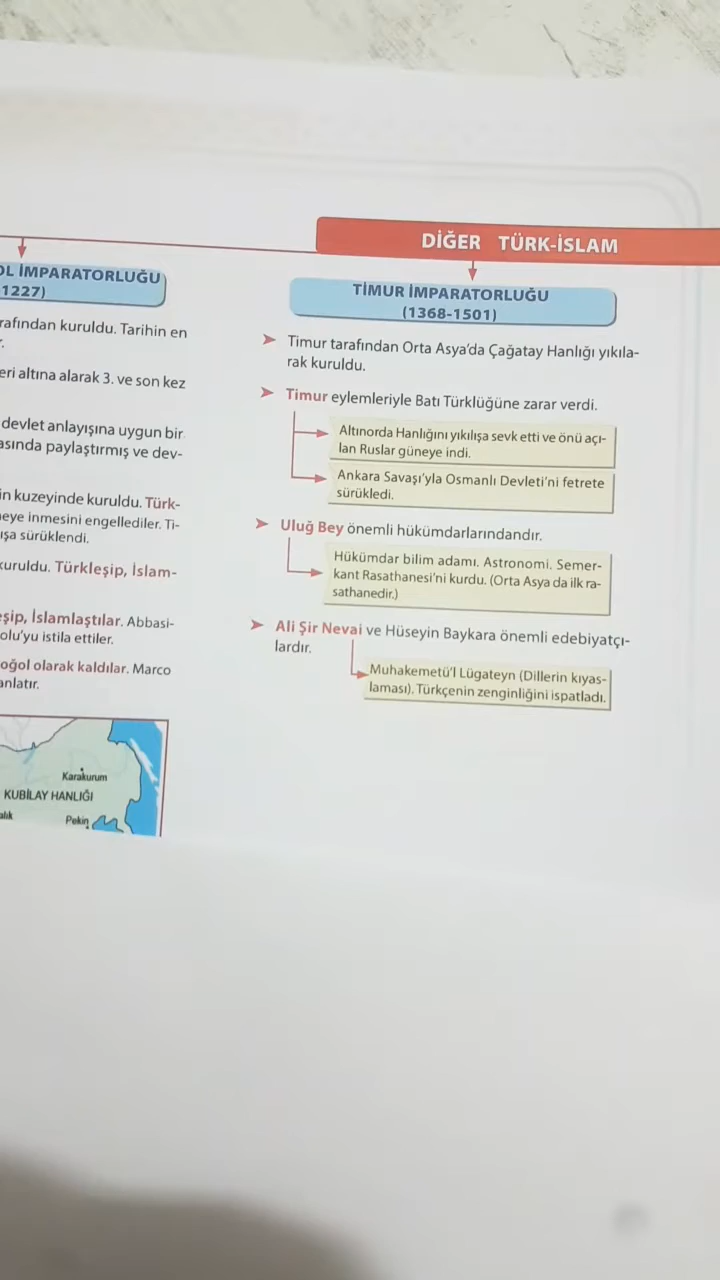 DİĞER TÜRK-İSLAM
OL İMPARATORLUĞU
1227)
rafından kuruldu. Tarihin en
eri altına alarak 3. ve son kez
devlet anlayışına uygun bir
asında paylaştırmış ve dev-
in kuzeyinde kuruldu. Türk-
eye inmesini engellediler. Ti-
ışa sürüklendi.
kuruldu. Türkleşip, İslam-
eşip, İslamlaştılar. Abbasi-
olu'yu istila ettiler.
oğol olarak kaldılar. Marco
anlatır.
Karakurum
KUBİLAY HANLIĞI
alık
Pekin
TİMUR İMPARATORLUĞU
(1368-1501)
➤ Timur tarafından Orta Asya'da Çağatay Hanlığı yıkıla-
rak kuruldu.
➤ Timur eylemleriyle Batı Türklüğüne zarar verdi.
Altınorda Hanlığını yıkılışa sevk etti ve önü açı-
lan Ruslar güneye indi.
Ankara Savaşı'yla Osmanlı Devleti'ni fetrete
sürükledi.
➤ Uluğ Bey önemli hükümdarlarındandır.
Hükümdar bilim adamı. Astronomi. Semer-
kant Rasathanesi'ni kurdu. (Orta Asya da ilk ra-
sathanedir.)
➤ Ali Şir Nevai ve Hüseyin Baykara önemli edebiyatçı-
lardır.
Muhakemetü'l Lügateyn (Dillerin kıyas-
laması). Türkçenin zenginliğini ispatladı.